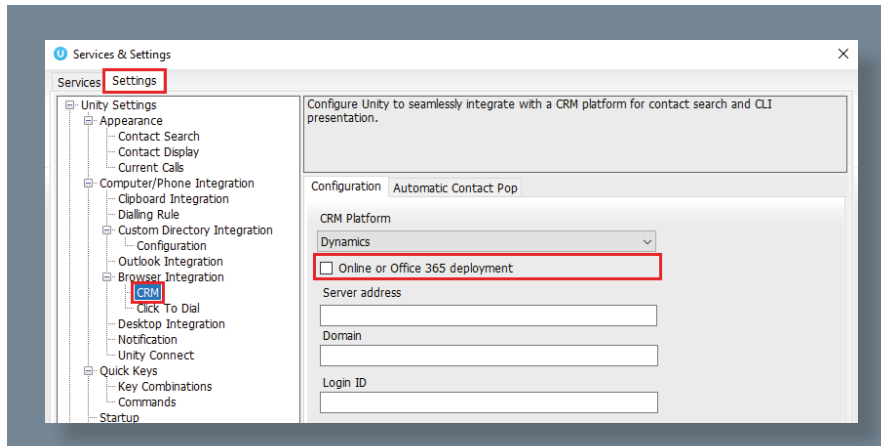 U Services & Settings
Services Settings
Unity Settings
Appearance
Contact Search
Contact Display
Current Calls
Computer/Phone Integration
Clipboard Integration
Dialling Rule
Custom Directory Integration
Configuration
Outlook Integration
Browser Integration
CRM
Click To Dial
Desktop Integration
Notification
Unity Connect
Quick Keys
Key Combinations
Commands
Startup
Configure Unity to seamlessly integrate with a CRM platform for contact search and CLI
presentation.
Configuration Automatic Contact Pop
CRM Platform
Dynamics
Online or Office 365 deployment
Server address
Domain
Login ID